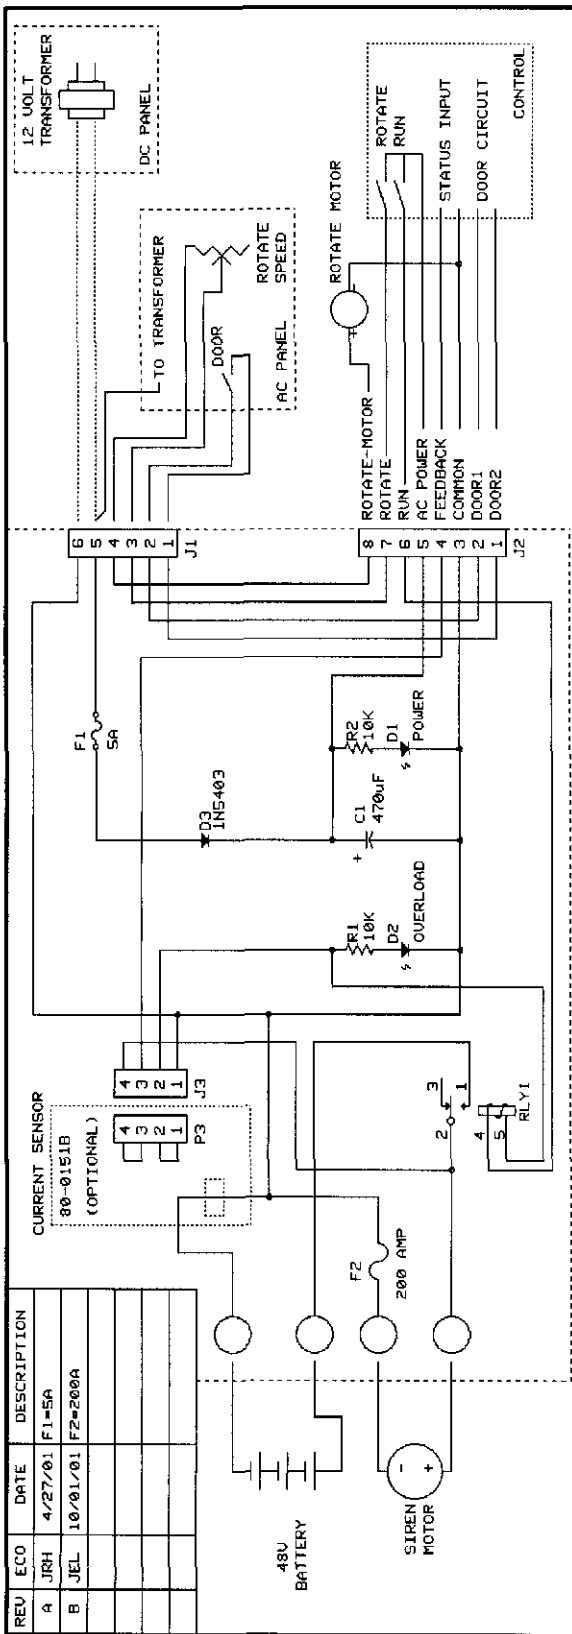 REV ECO DATE DESCRIPTION
A JRH 4/27/01 F1=5A
B JEL 10/01/01 F2=200A
CURRENT SENSOR
80-0151B
(OPTIONAL)
4
3
2
1
P3
4
3
2
1
J3
48V
BATTERY
SIREN
MOTOR
-
+
F2
200 AMP
2
3
1
4
5
RLY1
R1
10K
D2
OVERLOAD
F1
5A
D3
1N5403
+
C1
470uF
R2
10K
D1
POWER
6
5
4
3
2
1
J1
8
7
6
5
4
3
2
1
J2
ROTATE-MOTOR
ROTATE
RUN
AC POWER
FEEDBACK
COMMON
DOOR1
DOOR2
12 VOLT
TRANSFORMER
DC PANEL
TO TRANSFORMER
DOOR
ROTATE
SPEED
AC PANEL
ROTATE MOTOR
+
-
ROTATE
RUN
STATUS INPUT
DOOR CIRCUIT
CONTROL